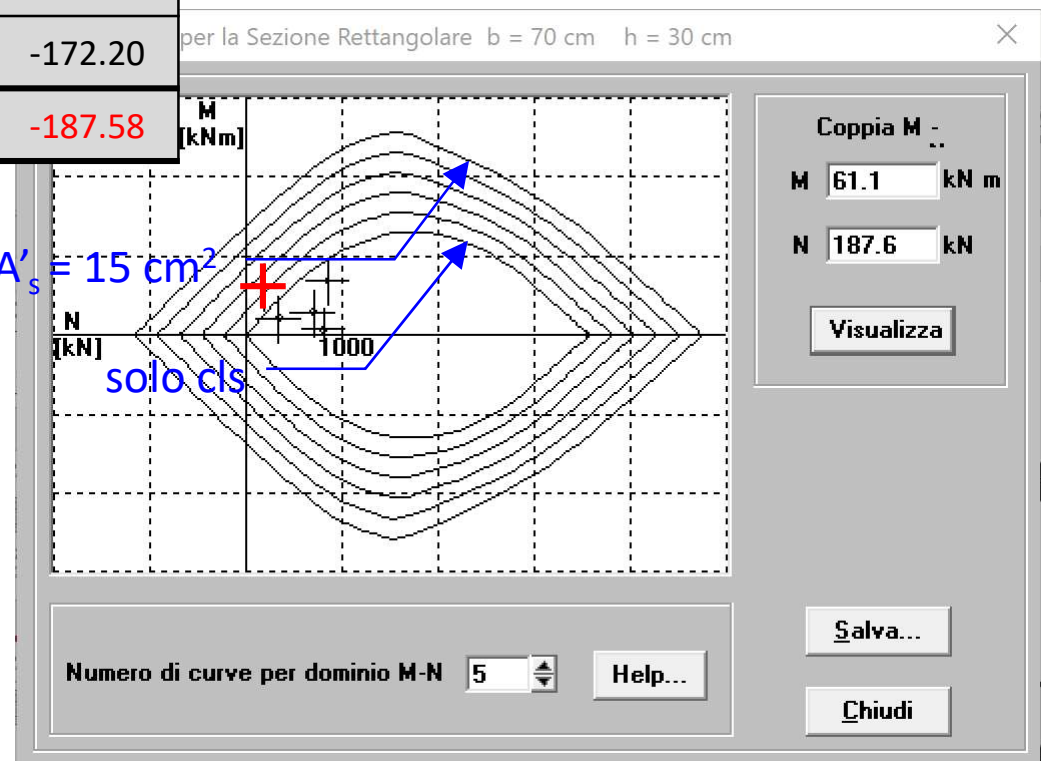 -172.20
-187.58
per la Sezione Rettangolare b = 70 cm h = 30 cm
M
[kNm]
Coppia M -
M 61.1 kN m
N 187.6 kN
Visualizza
A’s = 15 cm2
N
[kN]
1000
solo cls
Numero di curve per dominio M-N 5
Help...
Salva...
Chiudi